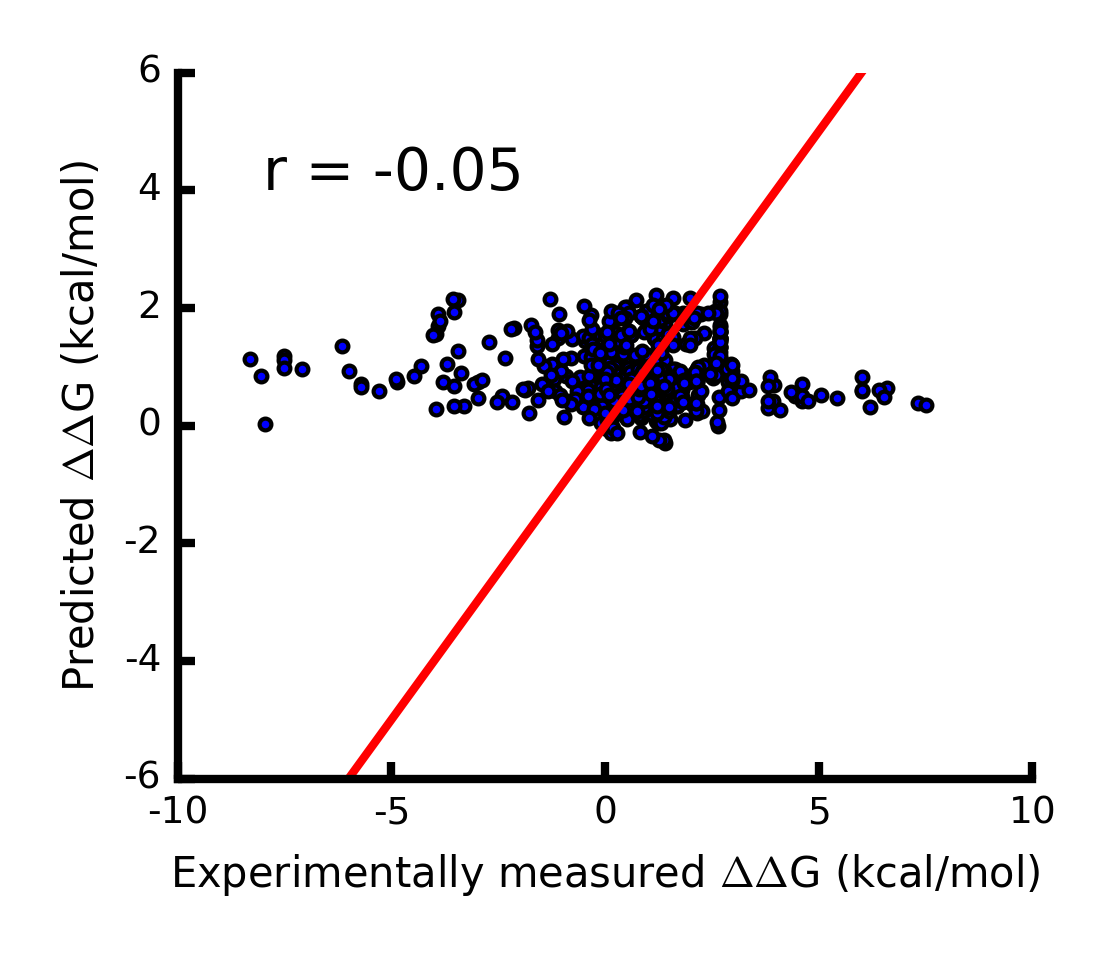 6
4
2
0
-2
-4
-6
r = -0.05
Predicted ΔΔG (kcal/mol)
-10 -5 0 5 10
Experimentally measured ΔΔG (kcal/mol)